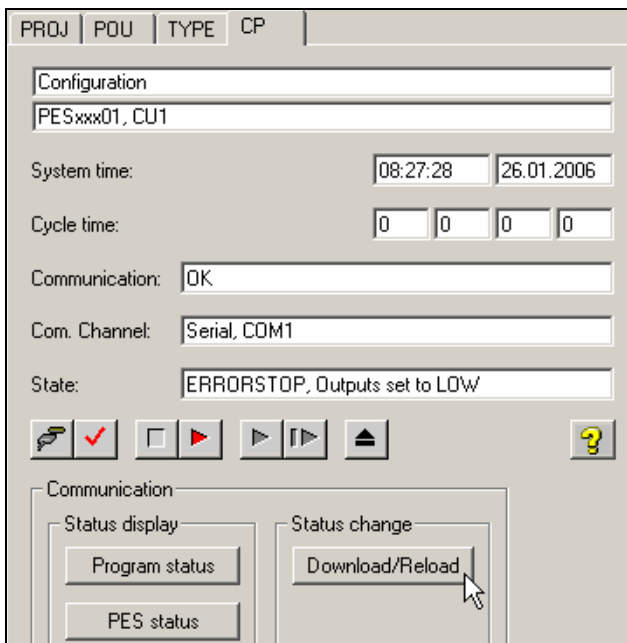 PROJ POU TYPE CP
Configuration
PESxxx01, CU1
System time: 08:27:28 26.01.2006
Cycle time: 0 0 0 0
Communication: OK
Com. Channel: Serial, COM1
State: ERRORSTOP, Outputs set to LOW
?
Communication
Status display Status change
Program status Download/Reload
PES status